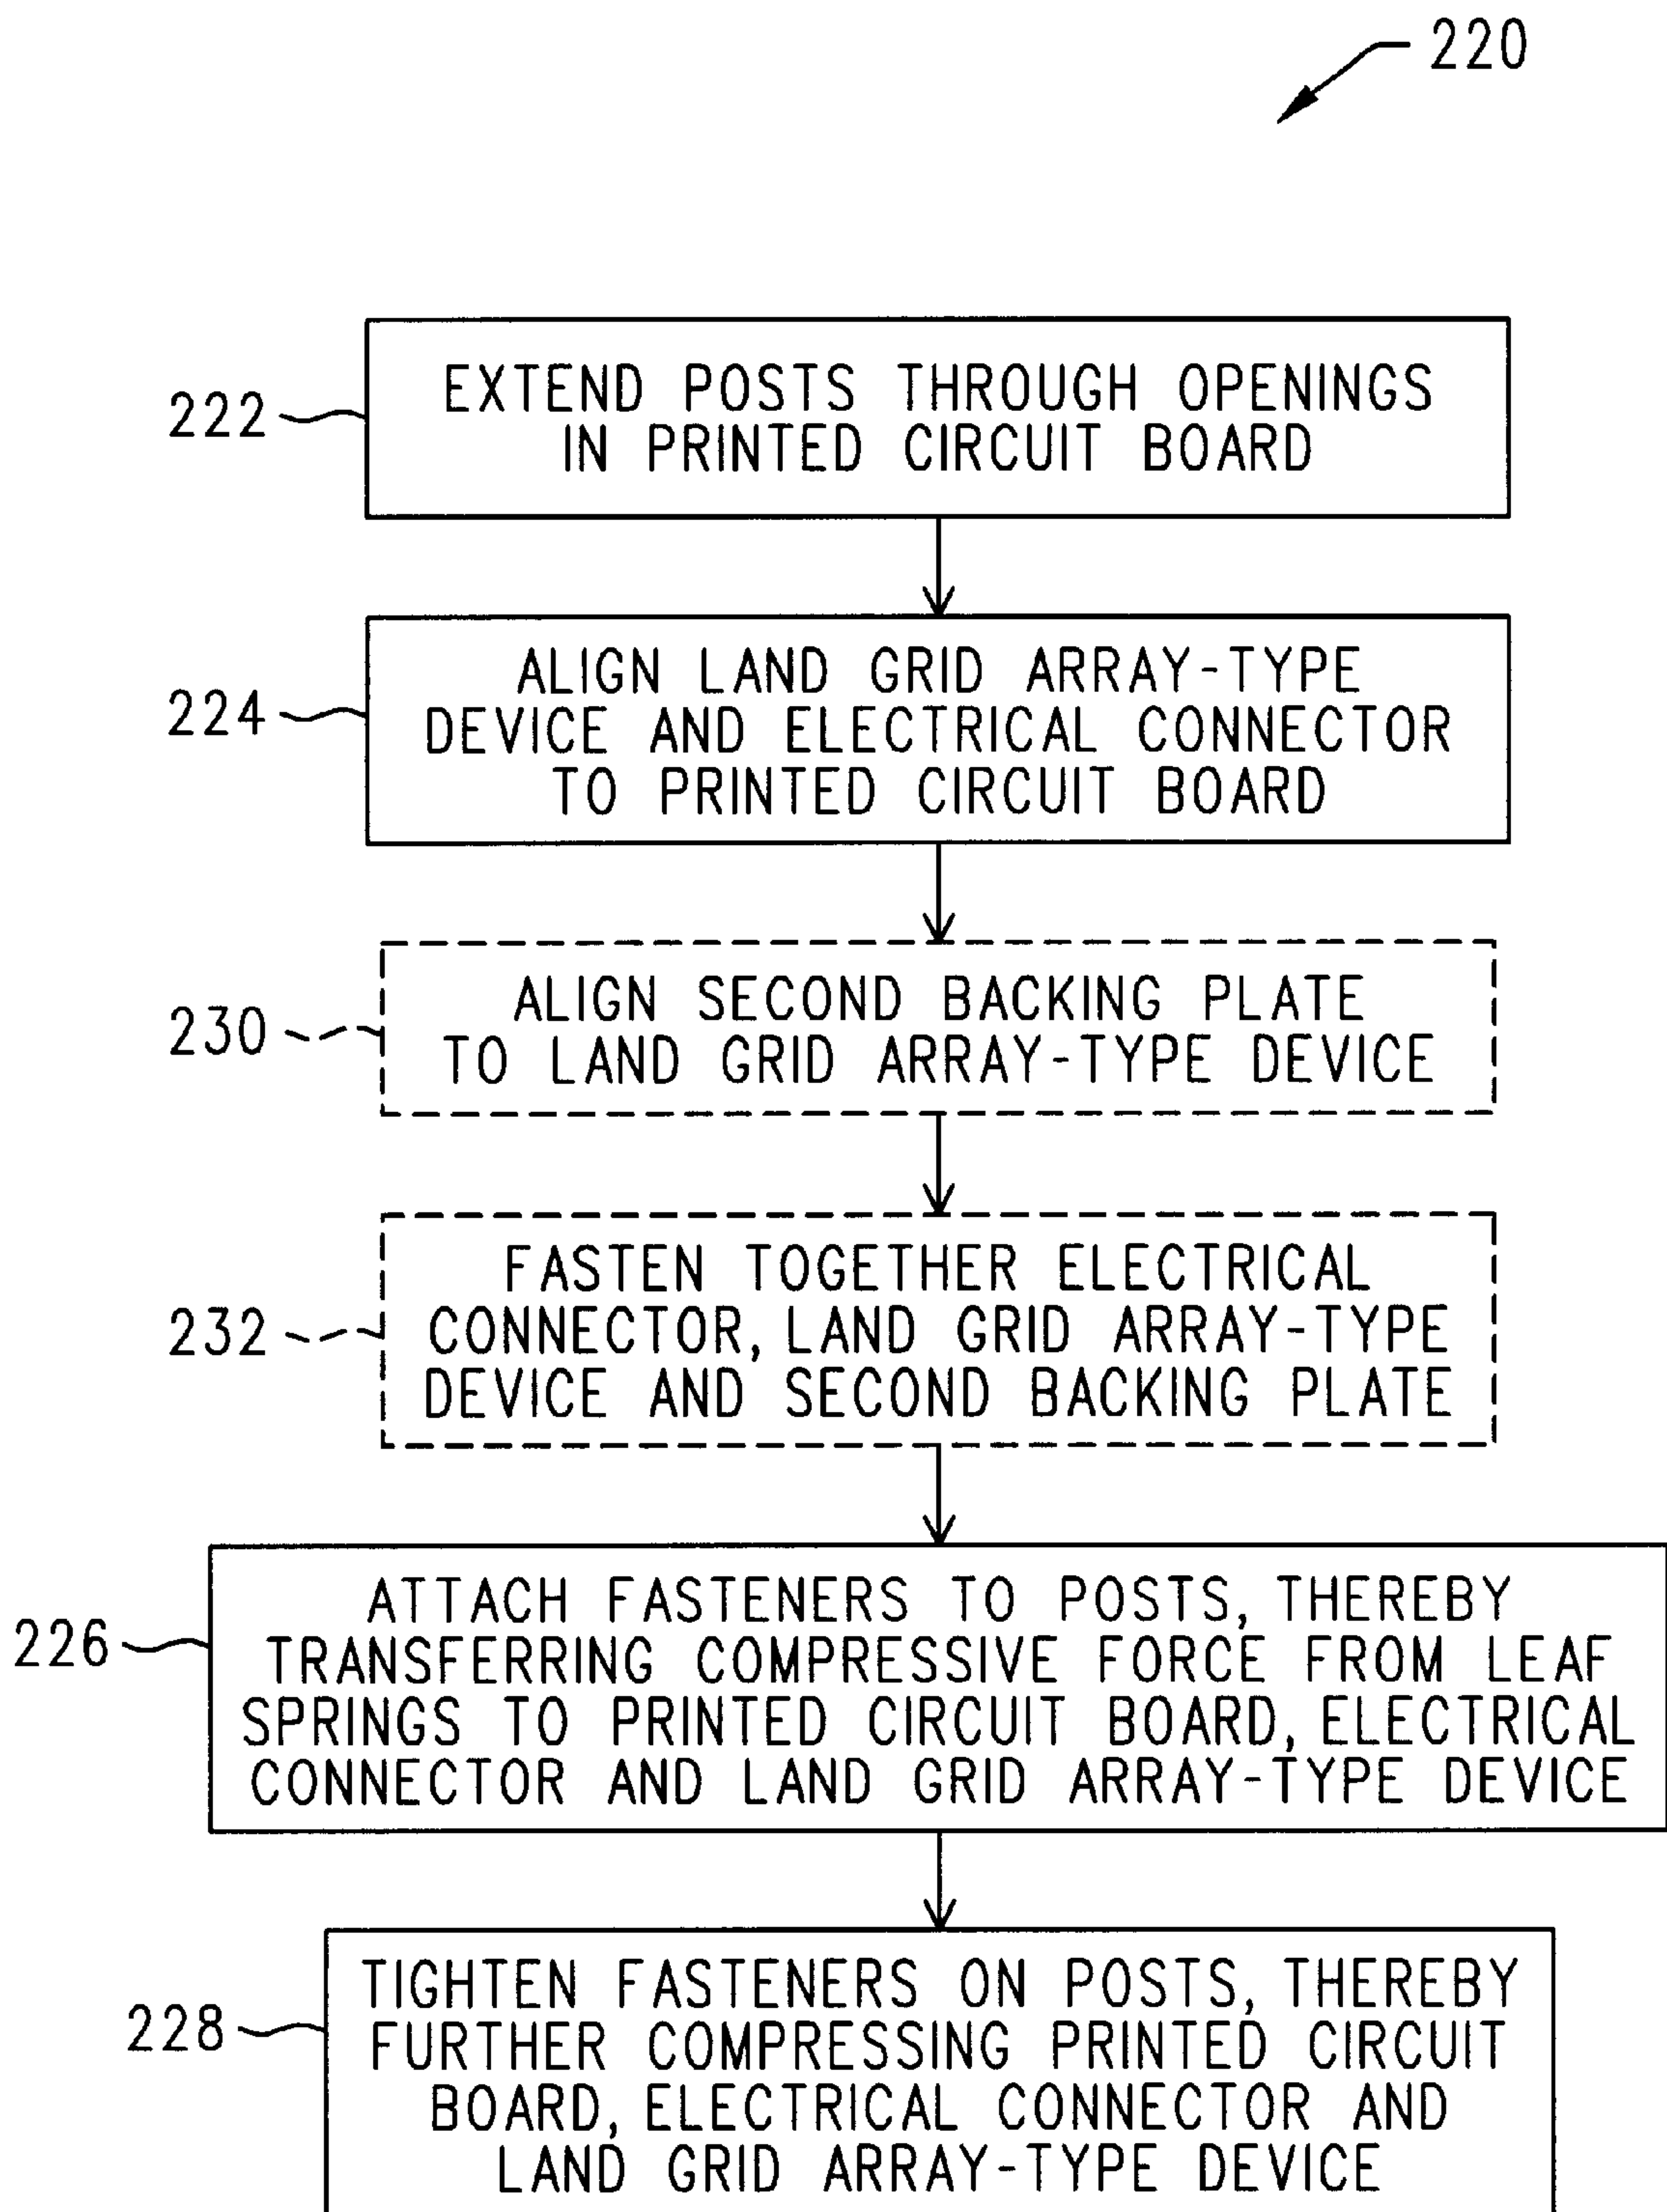 220
222
EXTEND POSTS THROUGH OPENINGS
IN PRINTED CIRCUIT BOARD
224
ALIGN LAND GRID ARRAY-TYPE
DEVICE AND ELECTRICAL CONNECTOR
TO PRINTED CIRCUIT BOARD
230
ALIGN SECOND BACKING PLATE
TO LAND GRID ARRAY-TYPE DEVICE
232
FASTEN TOGETHER ELECTRICAL
CONNECTOR, LAND GRID ARRAY-TYPE
DEVICE AND SECOND BACKING PLATE
226
ATTACH FASTENERS TO POSTS, THEREBY
TRANSFERRING COMPRESSIVE FORCE FROM LEAF
SPRINGS TO PRINTED CIRCUIT BOARD, ELECTRICAL
CONNECTOR AND LAND GRID ARRAY-TYPE DEVICE
228
TIGHTEN FASTENERS ON POSTS, THEREBY
FURTHER COMPRESSING PRINTED CIRCUIT
BOARD, ELECTRICAL CONNECTOR AND
LAND GRID ARRAY-TYPE DEVICE